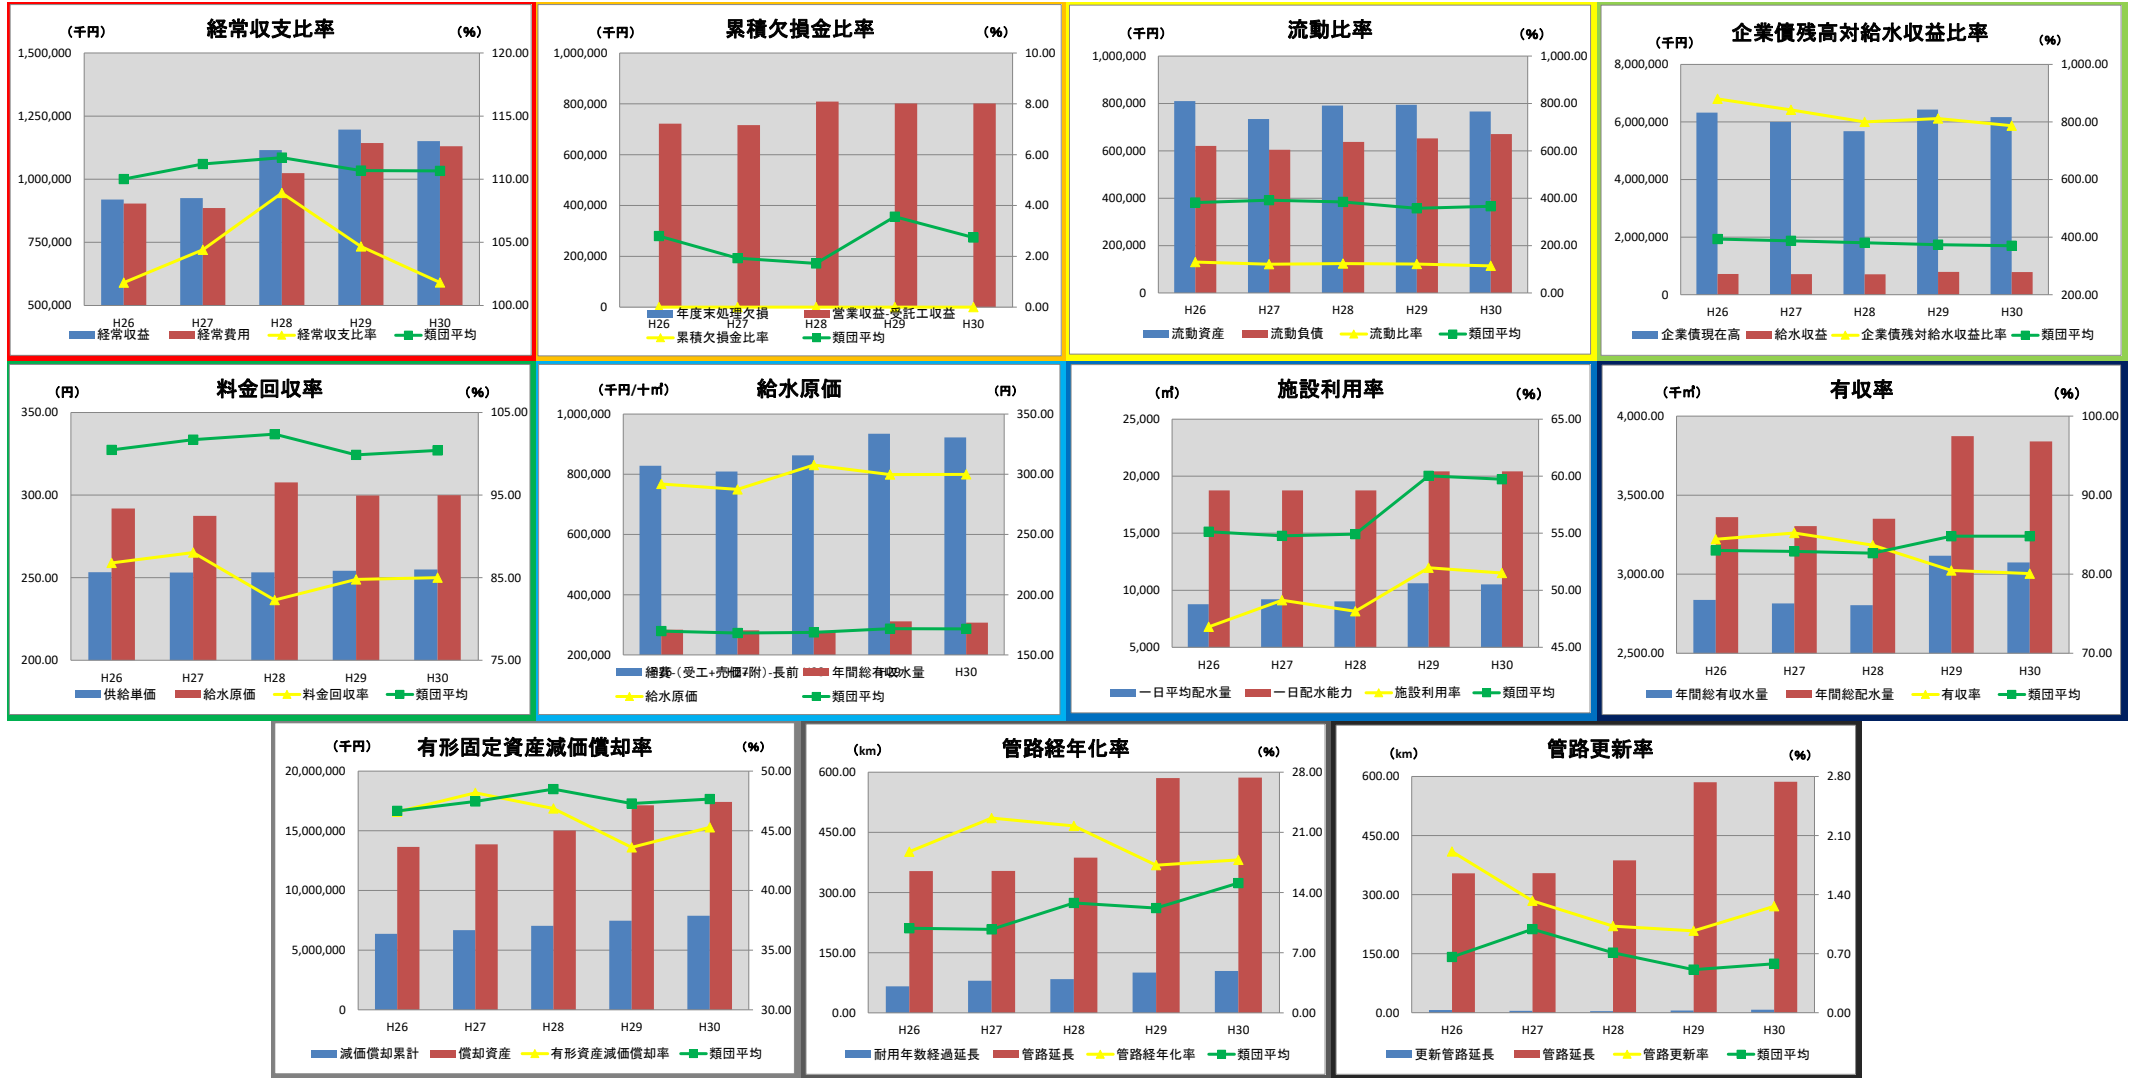 経常収支比率
(千円) (%)
1,500,000 120.00
1,250,000 115.00
1,000,000 110.00
750,000 105.00
500,000 100.00
H26 H27 H28 H29 H30
経常収益 経常費用 経常収支比率 類団平均
累積欠損金比率
(千円) (%)
1,000,000 10.00
800,000 8.00
600,000 6.00
400,000 4.00
200,000 2.00
0 0.00
H26 H27 H28 H29 H30
年度末処理欠損 営業収益-受託工収益
累積欠損金比率 類団平均
流動比率
(千円) (%)
1,000,000 1,000.00
800,000 800.00
600,000 600.00
400,000 400.00
200,000 200.00
0 0.00
H26 H27 H28 H29 H30
流動資産 流動負債 流動比率 類団平均
企業債残高対給水収益比率
(千円) (%)
8,000,000 1,000.00
6,000,000 800.00
4,000,000 600.00
2,000,000 400.00
0 200.00
H26 H27 H28 H29 H30
企業債現在高 給水収益 企業債残対給水収益比率 類団平均
料金回収率
(円) (%)
350.00 105.00
300.00 95.00
250.00 85.00
200.00 75.00
H26 H27 H28 H29 H30
供給単価 給水原価 料金回収率 類団平均
給水原価
(千円/十㎥) (円)
1,000,000 350.00
800,000 300.00
600,000 250.00
400,000 200.00
200,000 150.00
H29 H30
-(受工+売 附)-長前 年間総有収水量
給水原価 類団平均
施設利用率
(㎥) (%)
25,000 65.00
20,000 60.00
15,000 55.00
10,000 50.00
5,000 45.00
H26 H27 H28 H29 H30
一日平均配水量 一日配水能力 施設利用率 類団平均
有収率
(千㎥) (%)
4,000.00 100.00
3,500.00 90.00
3,000.00 80.00
2,500.00 70.00
H26 H27 H28 H29 H30
年間総有収水量 年間総配水量 有収率 類団平均
有形固定資産減価償却率
(千円) (%)
20,000,000 50.00
15,000,000 45.00
10,000,000 40.00
5,000,000 35.00
0 30.00
H26 H27 H28 H29 H30
減価償却累計 償却資産 有形資産減価償却率 類団平均
管路経年化率
(km) (%)
600.00 28.00
450.00 21.00
300.00 14.00
150.00 7.00
0.00 0.00
H26 H27 H28 H29 H30
耐用年数経過延長 管路延長 管路経年化率 類団平均
管路更新率
(km) (%)
600.00 2.80
450.00 2.10
300.00 1.40
150.00 0.70
0.00 0.00
H26 H27 H28 H29 H30
更新管路延長 管路延長 管路更新率 類団平均